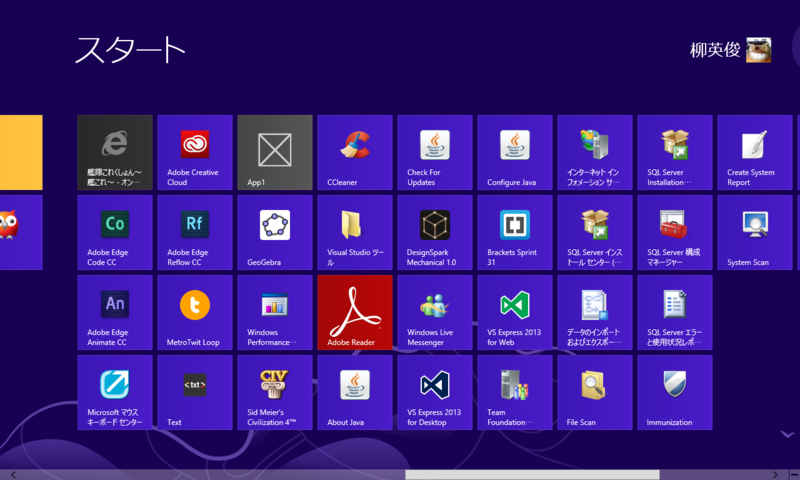 スタート
柳英俊
艦隊これくしょん～
艦これ～ - オン…
Adobe Creative
Cloud
App1
CCleaner
Check For
Updates
Configure Java
インターネット イン
フォメーション サ…
SQL Server
Installation…
Create System
Report
Co
Adobe Edge
Code CC
Rf
Adobe Edge
Reflow CC
GeoGebra
Visual Studio ツー
ル
DesignSpark
Mechanical 1.0
Brackets Sprint
31
SQL Server インス
トール センター (…
SQL Server 構成
マネージャー
System Scan
An
Adobe Edge
Animate CC
MetroTwit Loop
Windows
Performance…
Adobe Reader
Windows Live
Messenger
VS Express 2013
for Web
データのインポート
およびエクスポー…
SQL Server エラー
と使用状況レポ…
Microsoft マウス
キーボード センター
<txt>
Text
CIV
Sid Meier's
Civilization 4™
About Java
VS Express 2013
for Desktop
Team
Foundation…
File Scan
Immunization